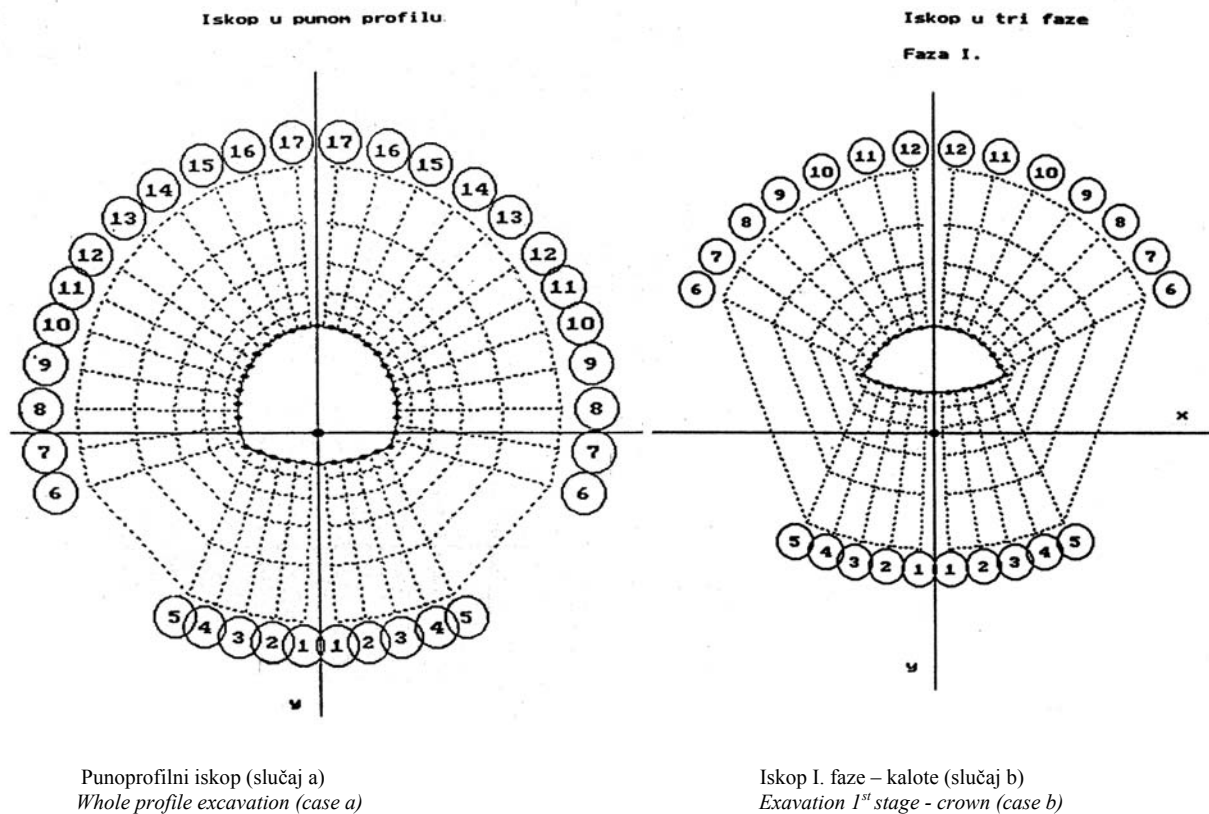 Iskop u punom profilu
Iskop u tri faze
Faza I.
17 17
16 16
15 15
14 14
13 13
12 12
11 11
10 10
9 9
8 8
7 7
6 6
5 4 3 2 1 1 2 3 4 5
y
12 12
11 11
10 10
9 9
8 8
7 7
6 6
x
5 4 3 2 1 1 2 3 4 5
y
Punoprofilni iskop (slučaj a)
Whole profile excavation (case a)
Iskop I. faze – kalote (slučaj b)
Exavation 1st stage - crown (case b)